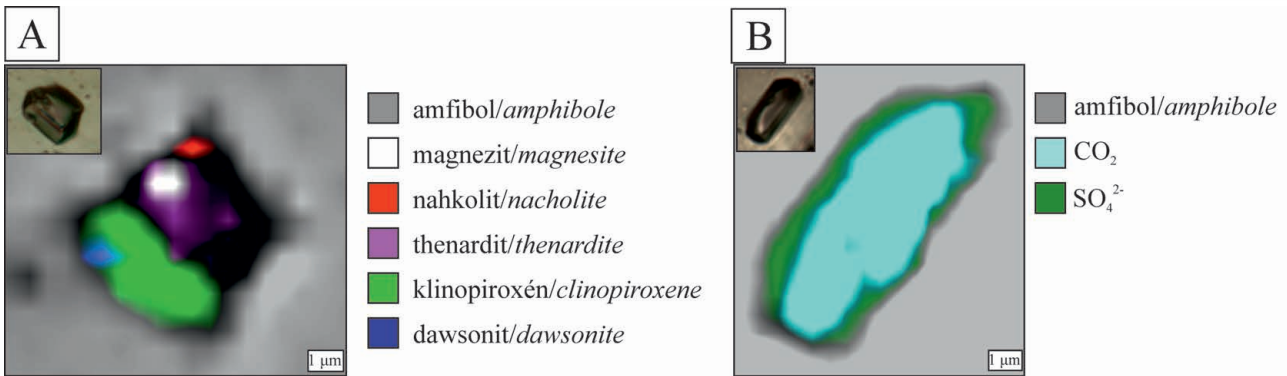 A
amfibol/amphibole
magnezit/magnesite
nahkolit/nacholite
thenardit/thenardite
klinopiroxén/clinopiroxene
dawsonit/dawsonite
1 μm
B
amfibol/amphibole
CO₂
SO₄²⁻
1 μm